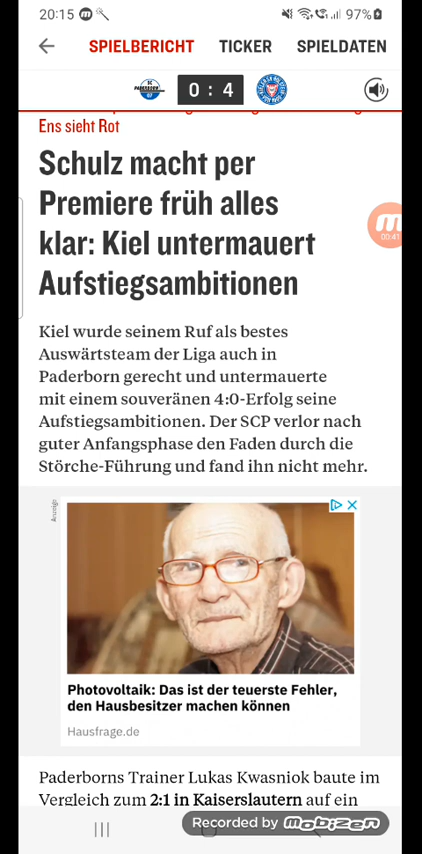 20:15
97%
SPIELBERICHT TICKER SPIELDATEN
SC
PADERBORN
07
0 : 4
Ens sieht Rot
Schulz macht per
Premiere früh alles
klar: Kiel untermauert
Aufstiegsambitionen
00:41
Kiel wurde seinem Ruf als bestes
Auswärtsteam der Liga auch in
Paderborn gerecht und untermauerte
mit einem souveränen 4:0-Erfolg seine
Aufstiegsambitionen. Der SCP verlor nach
guter Anfangsphase den Faden durch die
Störche-Führung und fand ihn nicht mehr.
Anzeige
Photovoltaik: Das ist der teuerste Fehler,
den Hausbesitzer machen können
Hausfrage.de
Paderborns Trainer Lukas Kwasniok baute im
Vergleich zum 2:1 in Kaiserslautern auf ein
Recorded by mobizen